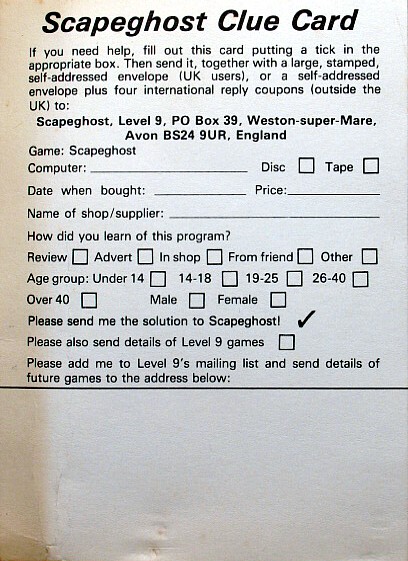 Scapeghost Clue Card
If you need help, fill out this card putting a tick in the
appropriate box. Then send it, together with a large, stamped,
self-addressed envelope (UK users), or a self-addressed
envelope plus four international reply coupons (outside the
UK) to:
Scapeghost, Level 9, PO Box 39, Weston-super-Mare,
Avon BS24 9UR, England
Game: Scapeghost
Computer: Disc Tape
Date when bought: Price:
Name of shop/supplier:
How did you learn of this program?
Review Advert In shop From friend Other
Age group: Under 14 14-18 19-25 26-40
Over 40 Male Female
Please send me the solution to Scapeghost! ✓
Please also send details of Level 9 games
Please add me to Level 9's mailing list and send details of
future games to the address below: